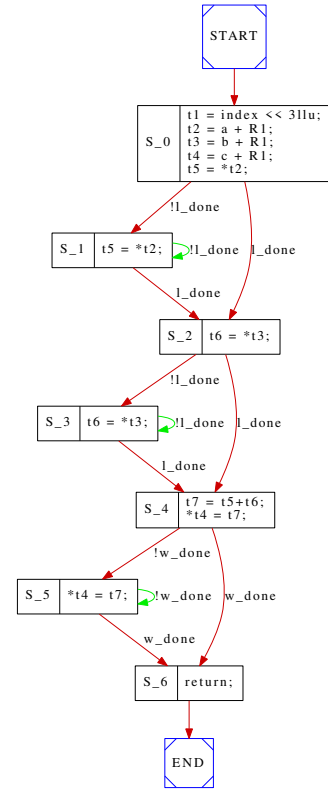 START
S_0
t1 = index << 3llu;
t2 = a + R1;
t3 = b + R1;
t4 = c + R1;
t5 = *t2;
!l_done
S_1
t5 = *t2;
!l_done
l_done
l_done
S_2
t6 = *t3;
!l_done
S_3
t6 = *t3;
!l_done
l_done
l_done
S_4
t7 = t5+t6;
*t4 = t7;
!w_done
S_5
*t4 = t7;
!w_done
w_done
w_done
S_6
return;
END